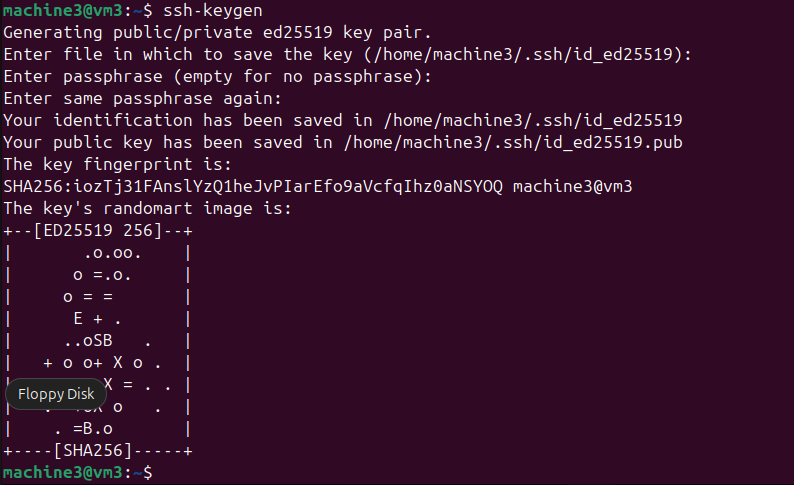 machine3@vm3:~$ ssh-keygen
Generating public/private ed25519 key pair.
Enter file in which to save the key (/home/machine3/.ssh/id_ed25519):
Enter passphrase (empty for no passphrase):
Enter same passphrase again:
Your identification has been saved in /home/machine3/.ssh/id_ed25519
Your public key has been saved in /home/machine3/.ssh/id_ed25519.pub
The key fingerprint is:
SHA256:iozTj31FAnslYzQ1heJvPIarEfo9aVcfqIhz0aNSYOQ machine3@vm3
The key's randomart image is:
+--[ED25519 256]--+
|       .o.oo.    |
|      o =.o.     |
|     o = =       |
|      E + .      |
|     ..oSB   .   |
|   + o o+ X o .  |
X = . . |
Floppy Disk
X o   .  |
|    . =B.o       |
+----[SHA256]-----+
machine3@vm3:~$